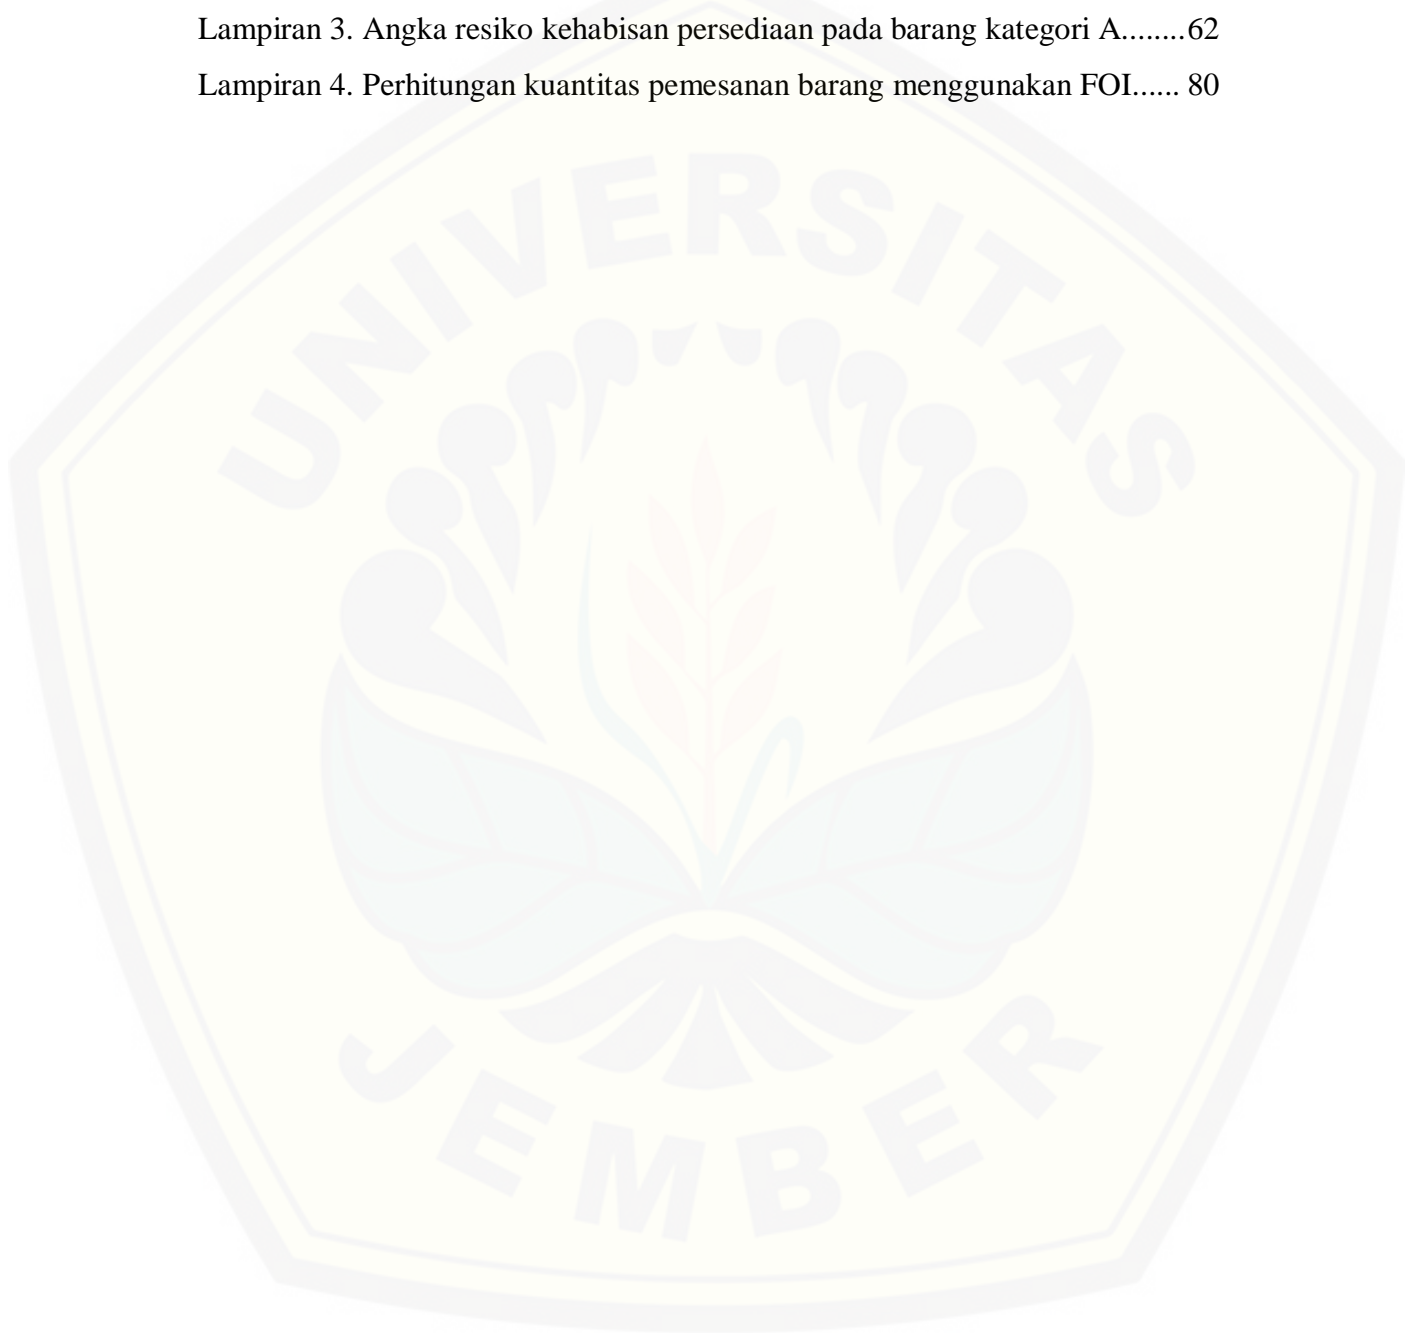 Lampiran 3. Angka resiko kehabisan persediaan pada barang kategori A........62
Lampiran 4. Perhitungan kuantitas pemesanan barang menggunakan FOI...... 80
UNIVERSITAS
JEMBER